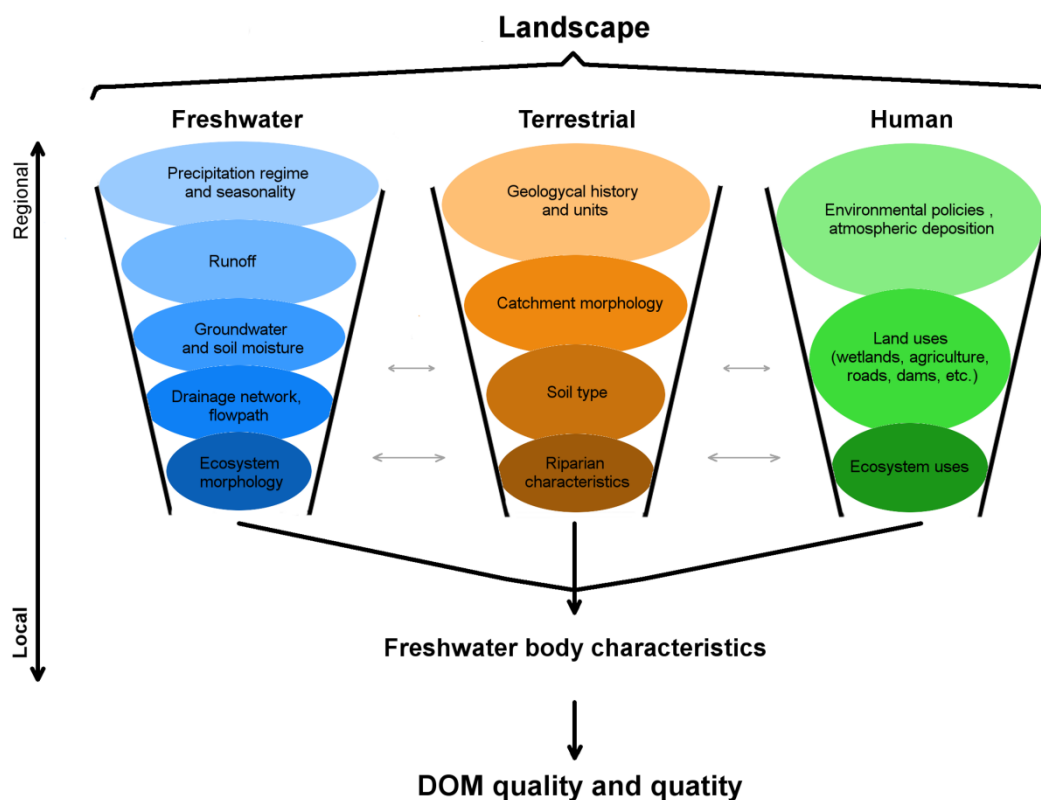 Landscape
Freshwater
Terrestrial
Human
Regional
Local
Precipitation regime
and seasonality
Runoff
Groundwater
and soil moisture
Drainage network,
flowpath
Ecosystem
morphology
Geologycal history
and units
Catchment morphology
Soil type
Riparian
characteristics
Environmental policies ,
atmospheric deposition
Land uses
(wetlands, agriculture,
roads, dams, etc.)
Ecosystem uses
Freshwater body characteristics
DOM quality and quatity